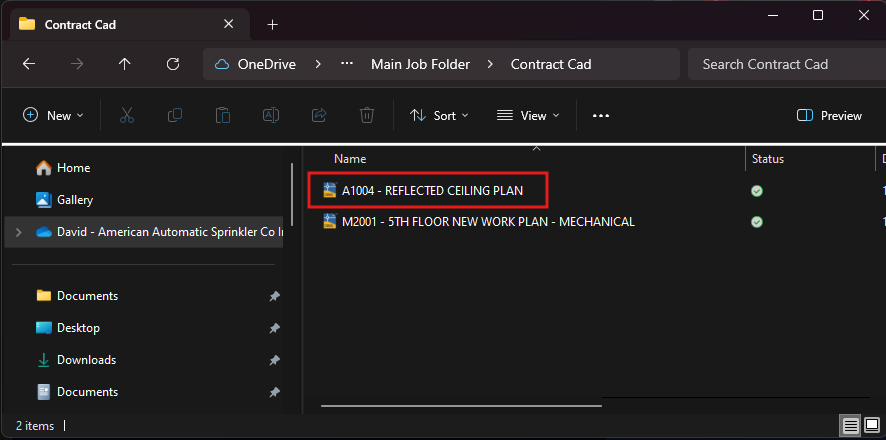 Contract Cad
OneDrive > ... Main Job Folder > Contract Cad
Search Contract Cad
New
Sort
View
Preview
Name
Status
Home
Gallery
David - American Automatic Sprinkler Co In
Documents
Desktop
Downloads
Documents
A1004 - REFLECTED CEILING PLAN
M2001 - 5TH FLOOR NEW WORK PLAN - MECHANICAL
2 items